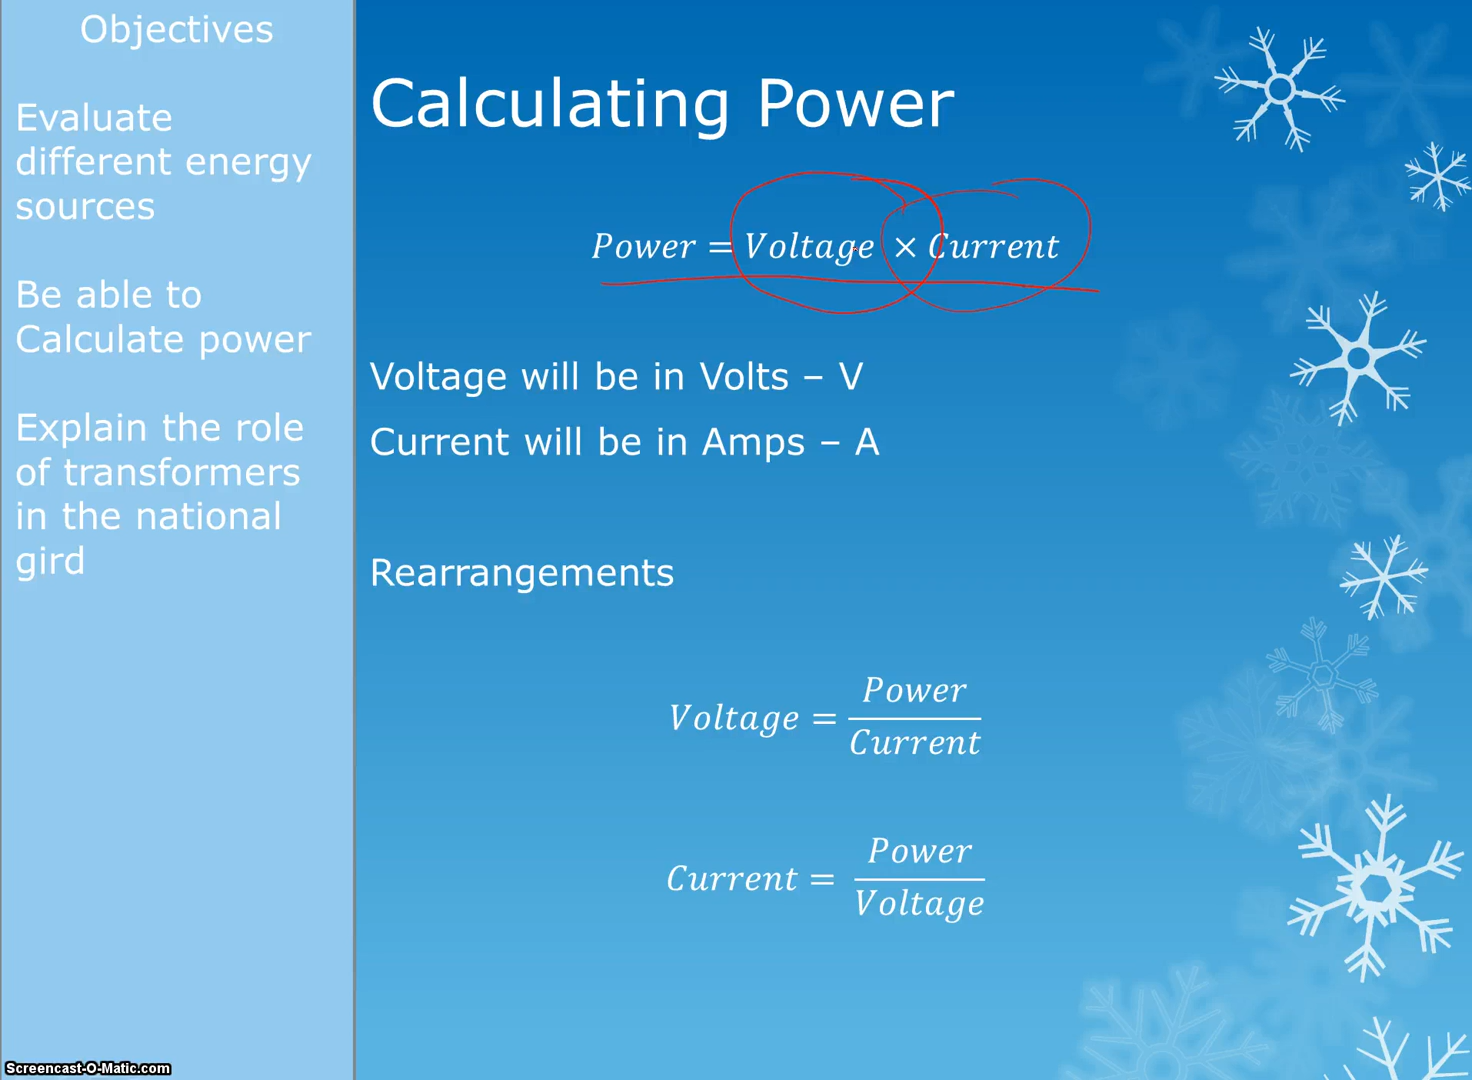 Objectives
Evaluate
different energy
sources
Be able to
Calculate power
Explain the role
of transformers
in the national
gird
Calculating Power
Power = Voltage × Current
Voltage will be in Volts – V
Current will be in Amps – A
Rearrangements
Voltage = Power / Current
Current = Power / Voltage
Screencast-O-Matic.com